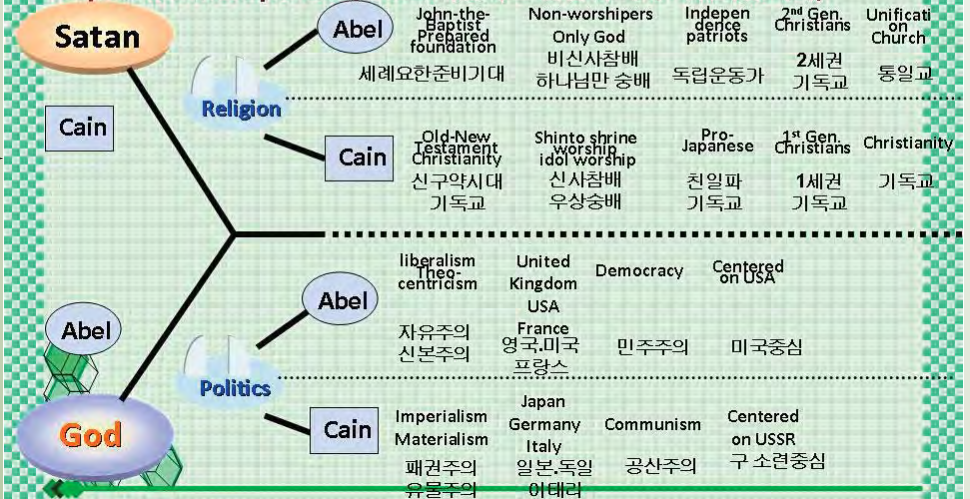 Satan
Cain
Religion
Abel
John-the-
Baptist
Prepared
foundation
세례요한준비기대
Non-worshipers
Only God
비신사참배
하나님만 숭배
Indepen
dence
patriots
독립운동가
2nd Gen.
Christians
2세권
기독교
Unificati
on
Church
통일교
Cain
Old-New
Testament
Christianity
신구약시대
기독교
Shinto shrine
worship
idol worship
신사참배
우상숭배
Pro-
Japanese
친일파
기독교
1st Gen.
Christians
1세권
기독교
Christianity
기독교
Abel
God
Politics
Abel
liberalism
Theo-
centricism
자유주의
신본주의
United
Kingdom
USA
France
영국.미국
프랑스
Democracy
민주주의
Centered
on USA
미국중심
Cain
Imperialism
Materialism
패권주의
유물주의
Japan
Germany
Italy
일본.독일
이태리
Communism
공산주의
Centered
on USSR
구 소련중심